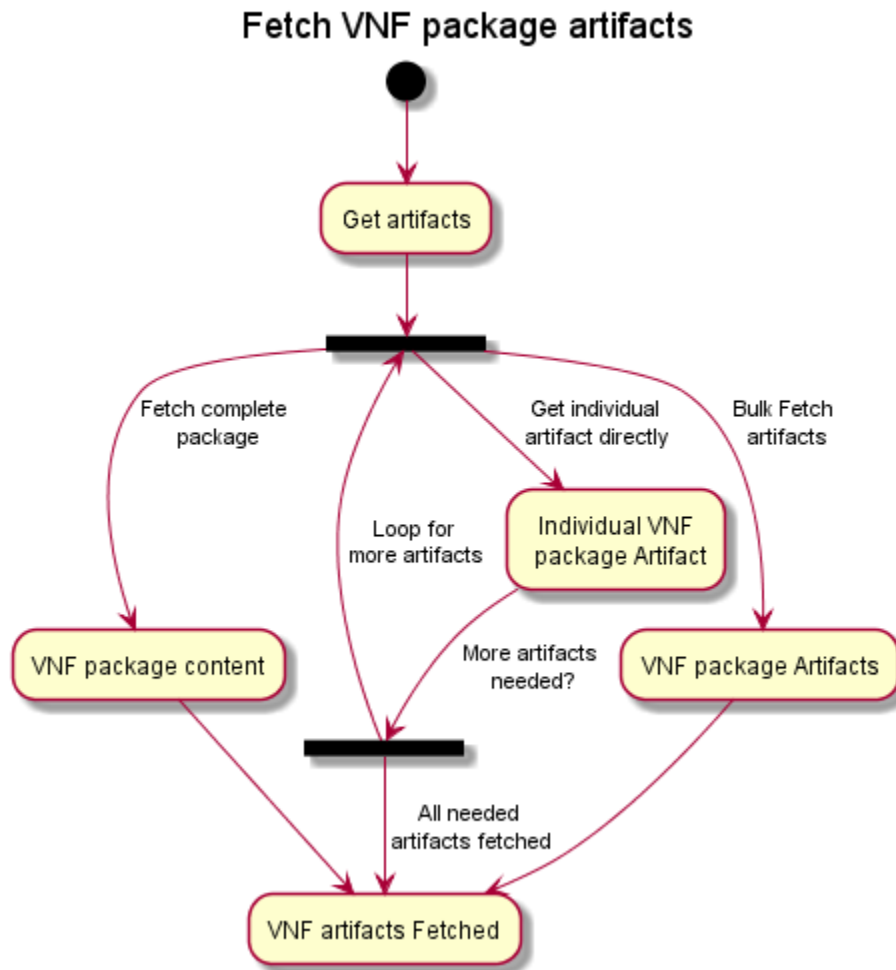 Fetch VNF package artifacts
Get artifacts
Fetch complete
package
Get individual
artifact directly
Bulk Fetch
artifacts
Loop for
more artifacts
Individual VNF
package Artifact
VNF package content
More artifacts
needed?
VNF package Artifacts
All needed
artifacts fetched
VNF artifacts Fetched